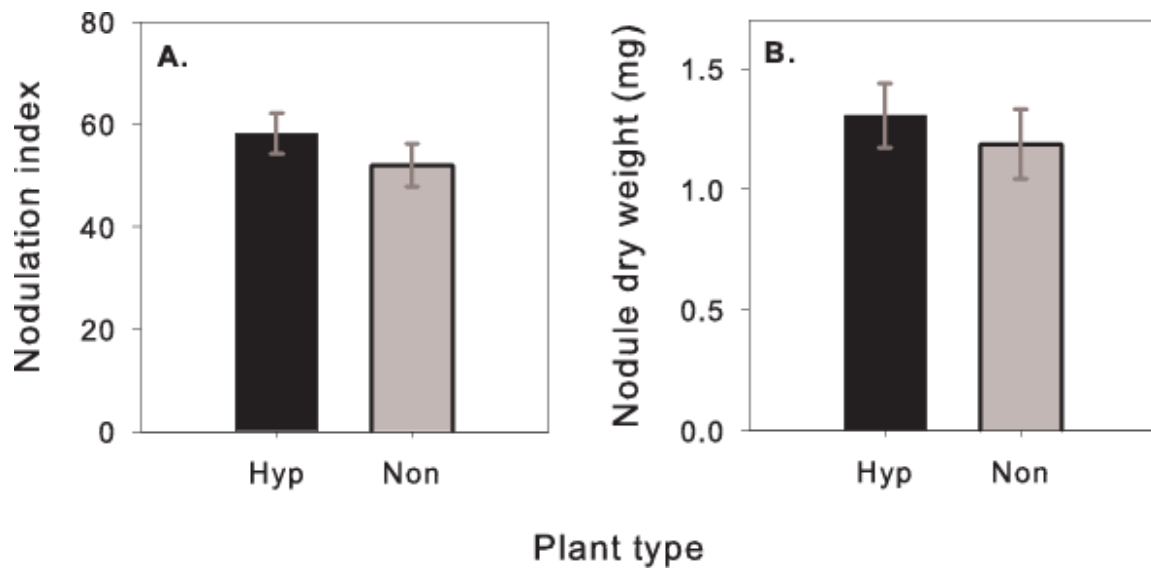 A.
Nodulation index
80
60
40
20
0
Hyp Non
B.
Nodule dry weight (mg)
1.5
1.0
0.5
0.0
Hyp Non
Plant type